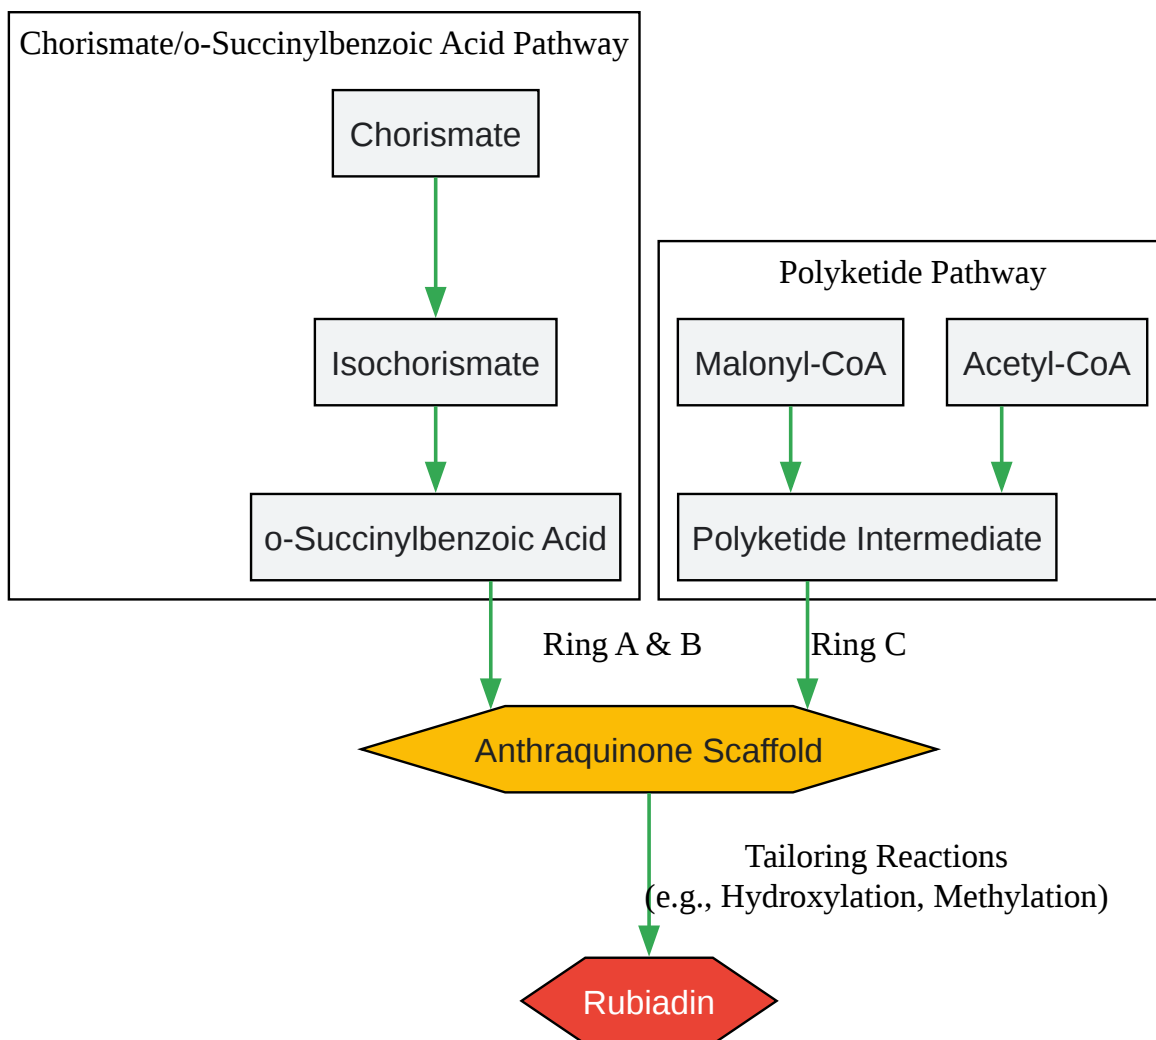 Chorismate/o-Succinylbenzoic Acid Pathway
Chorismate
Isochorismate
o-Succinylbenzoic Acid
Polyketide Pathway
Malonyl-CoA
Acetyl-CoA
Polyketide Intermediate
Ring A & B
Ring C
Anthraquinone Scaffold
Tailoring Reactions
(e.g., Hydroxylation, Methylation)
Rubiadin